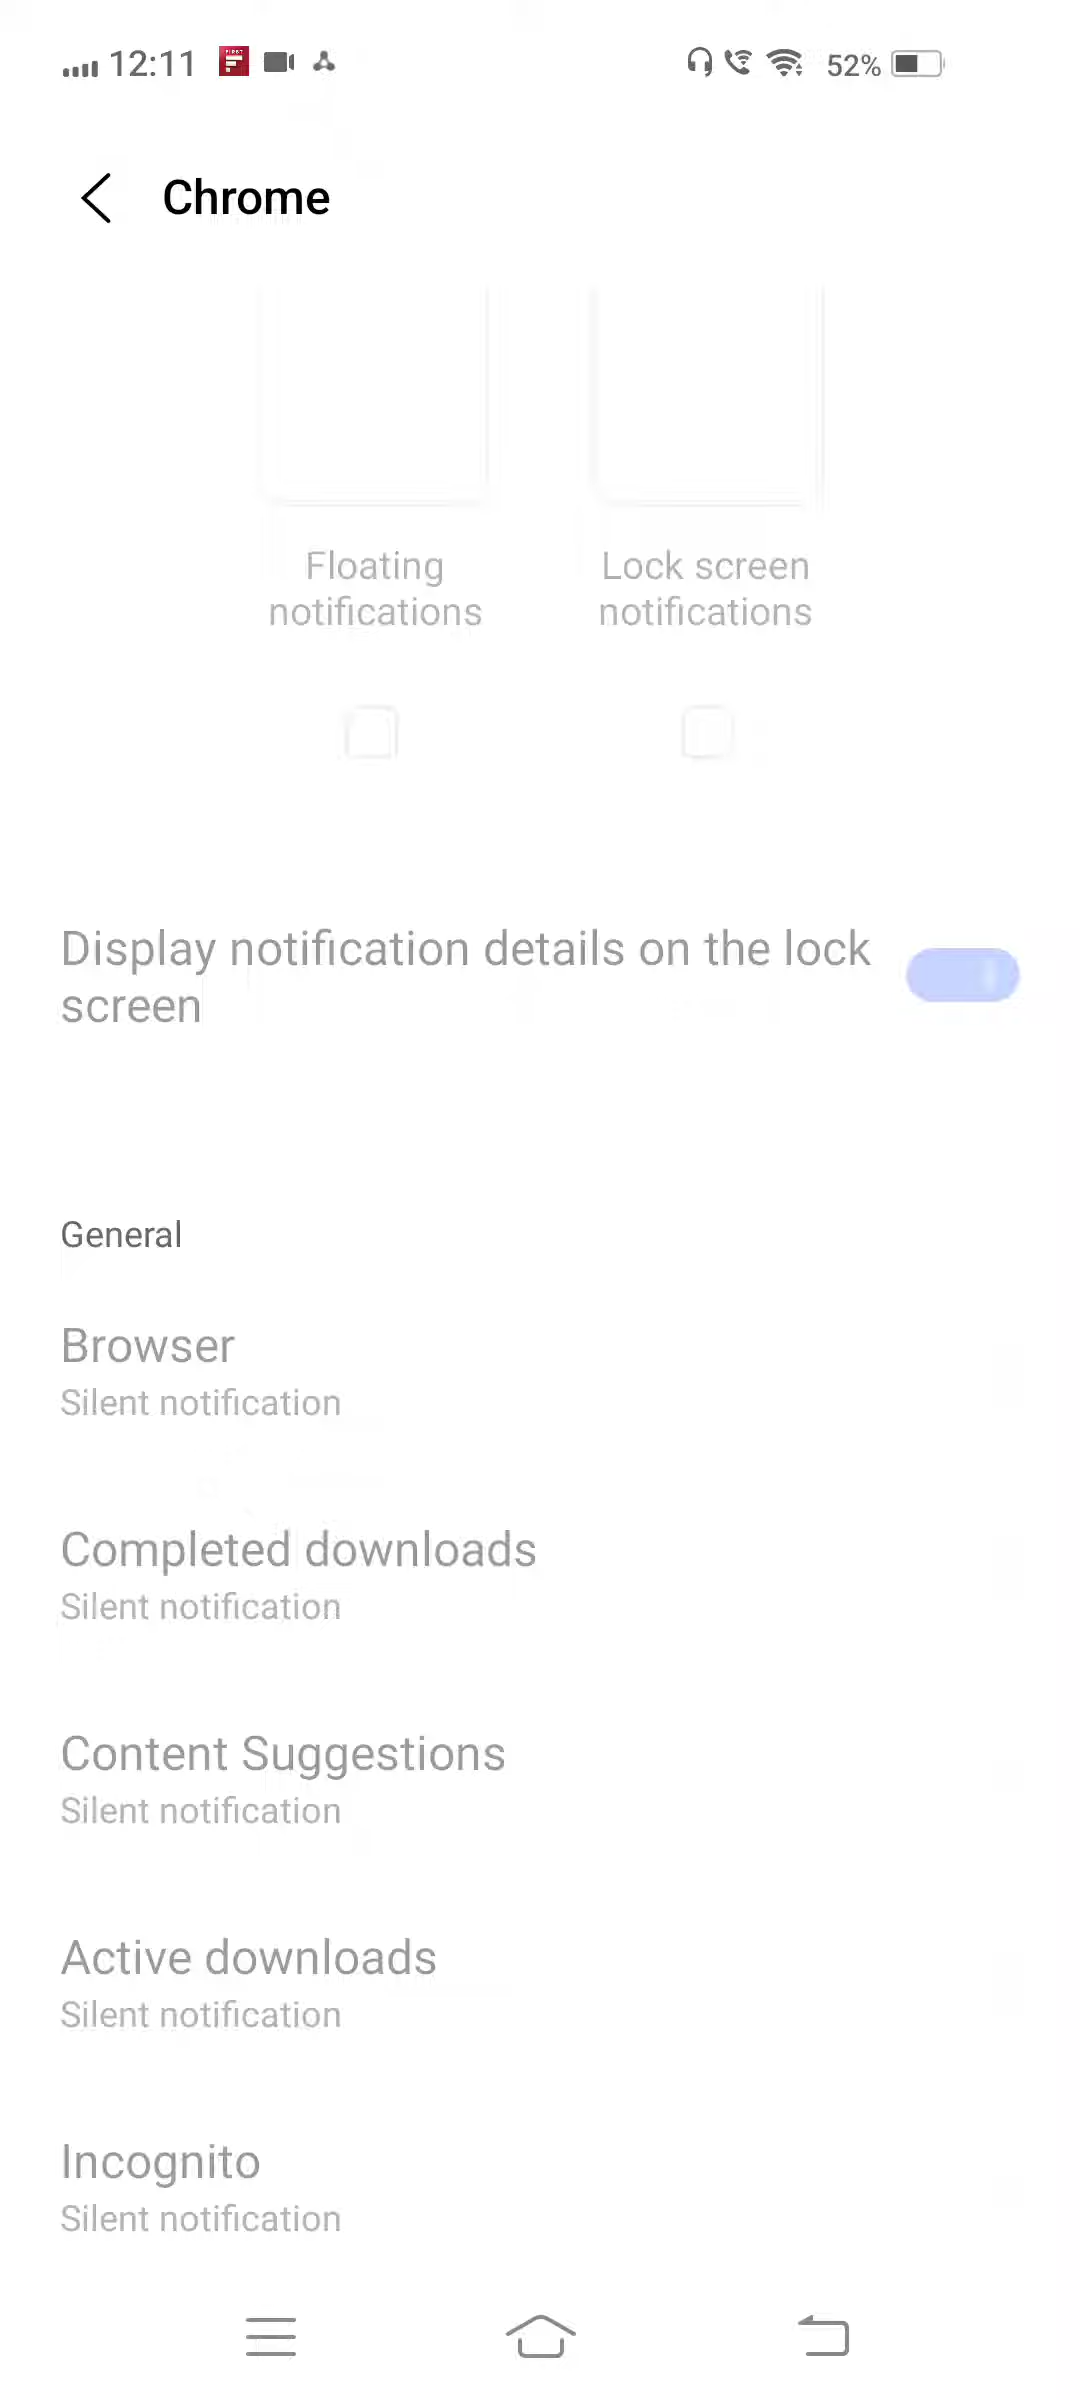 12:11
FIRST
52%
Chrome
Floating notifications
Lock screen notifications
Display notification details on the lock
screen
General
Browser
Silent notification
Completed downloads
Silent notification
Content Suggestions
Silent notification
Active downloads
Silent notification
Incognito
Silent notification